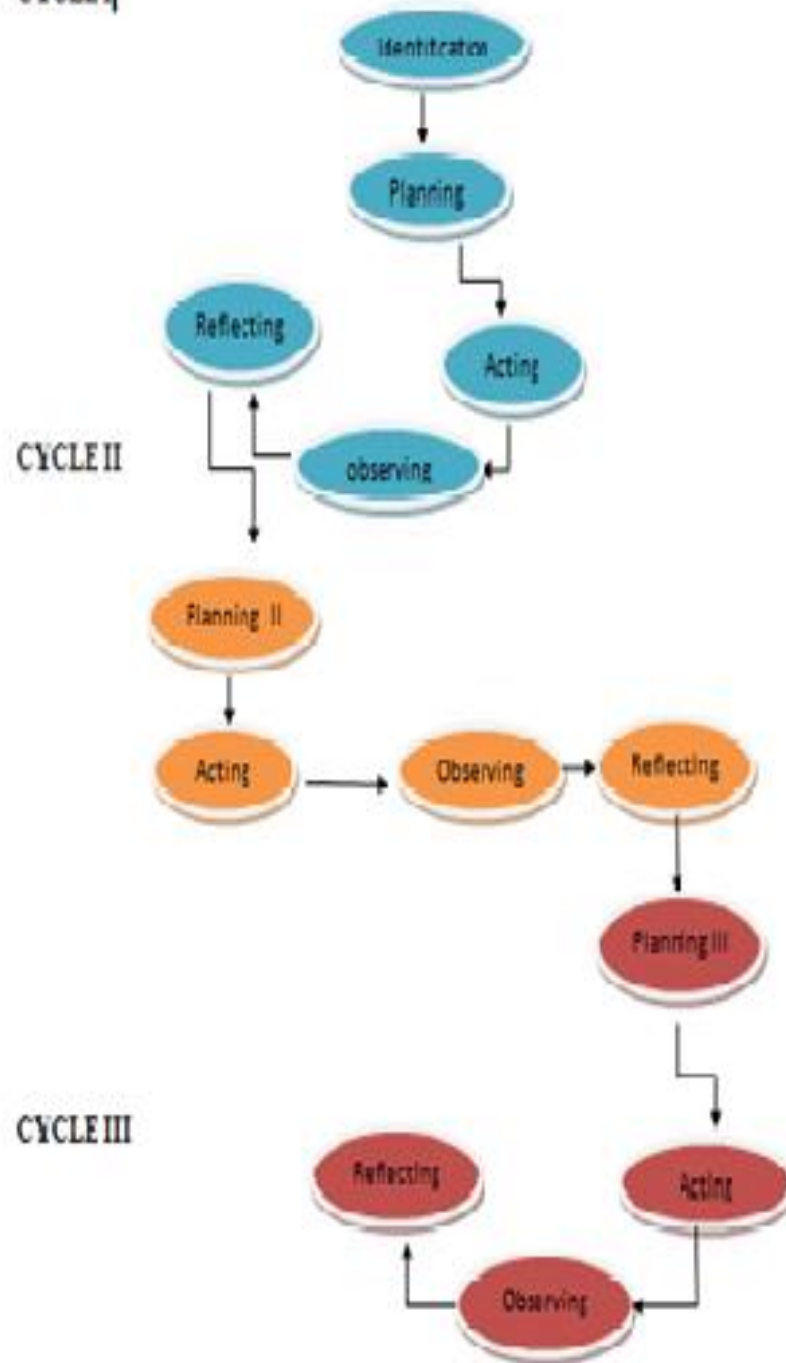 Identification
Planning
Acting
observing
Reflecting
CYCLE II
Planning II
Acting
Observing
Reflecting
Planning III
CYCLE III
Acting
Observing
Reflecting